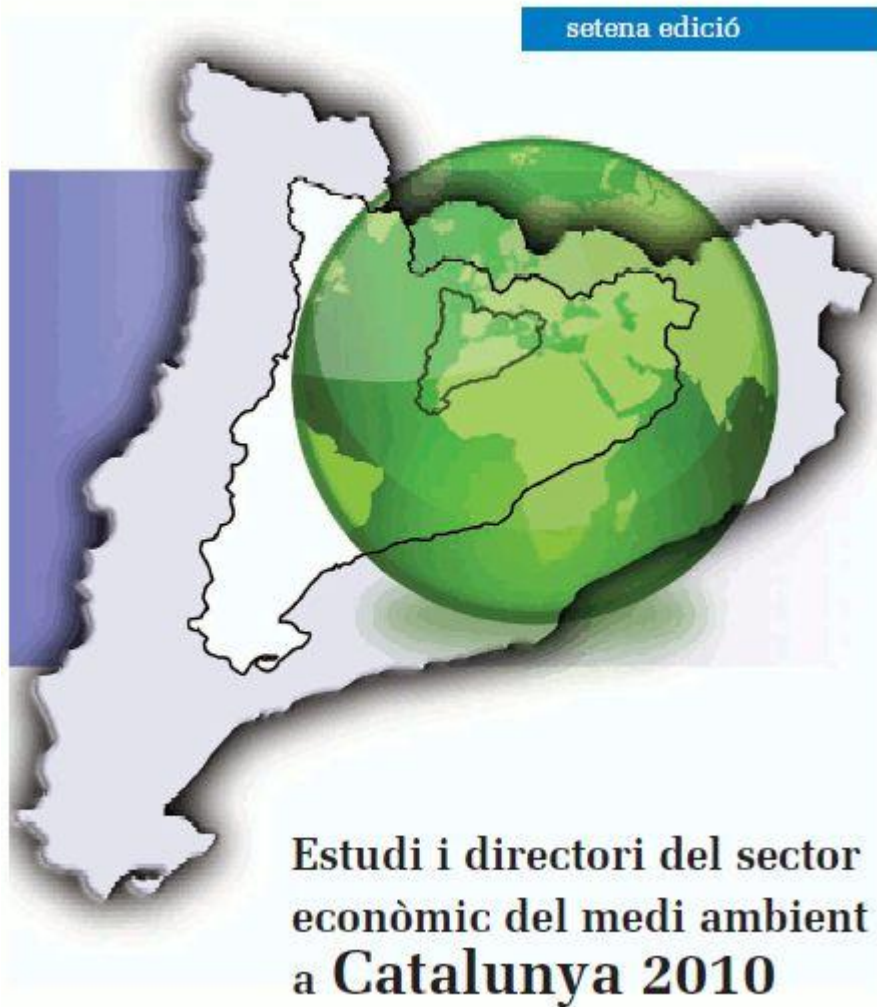 setena edició
Estudi i directori del sector
econòmic del medi ambient
a Catalunya 2010